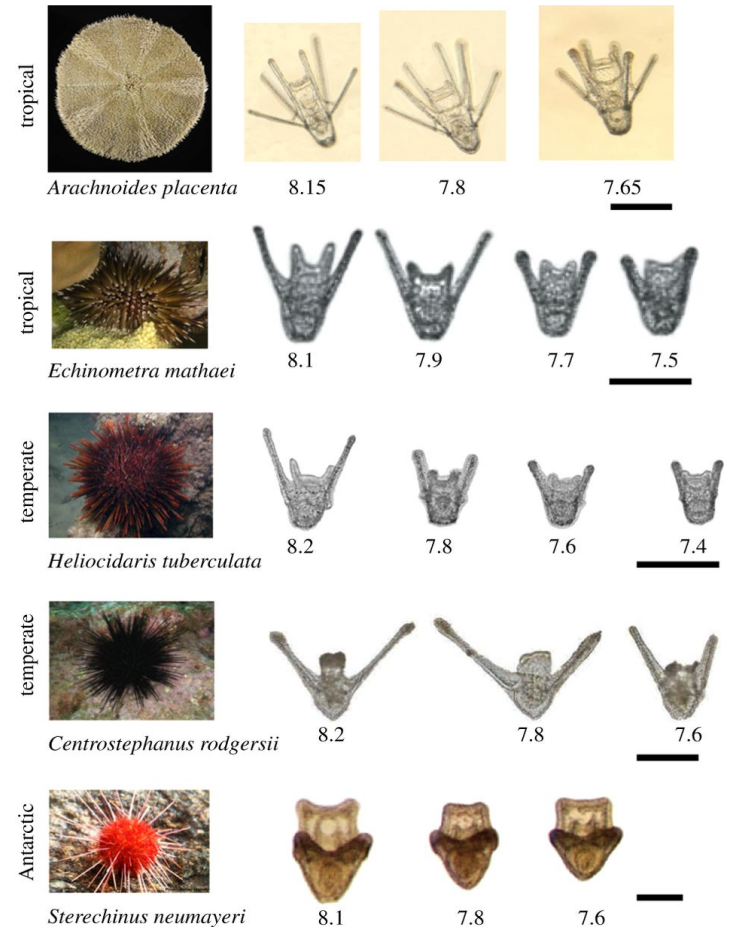 tropical
Arachnoides placenta 8.15 7.8 7.65
tropical
Echinometra mathaei 8.1 7.9 7.7 7.5
temperate
Heliocidaris tuberculata 8.2 7.8 7.6 7.4
temperate
Centrostephanus rodgersii 8.2 7.8 7.6
Antarctic
Sterechinus neumayeri 8.1 7.8 7.6